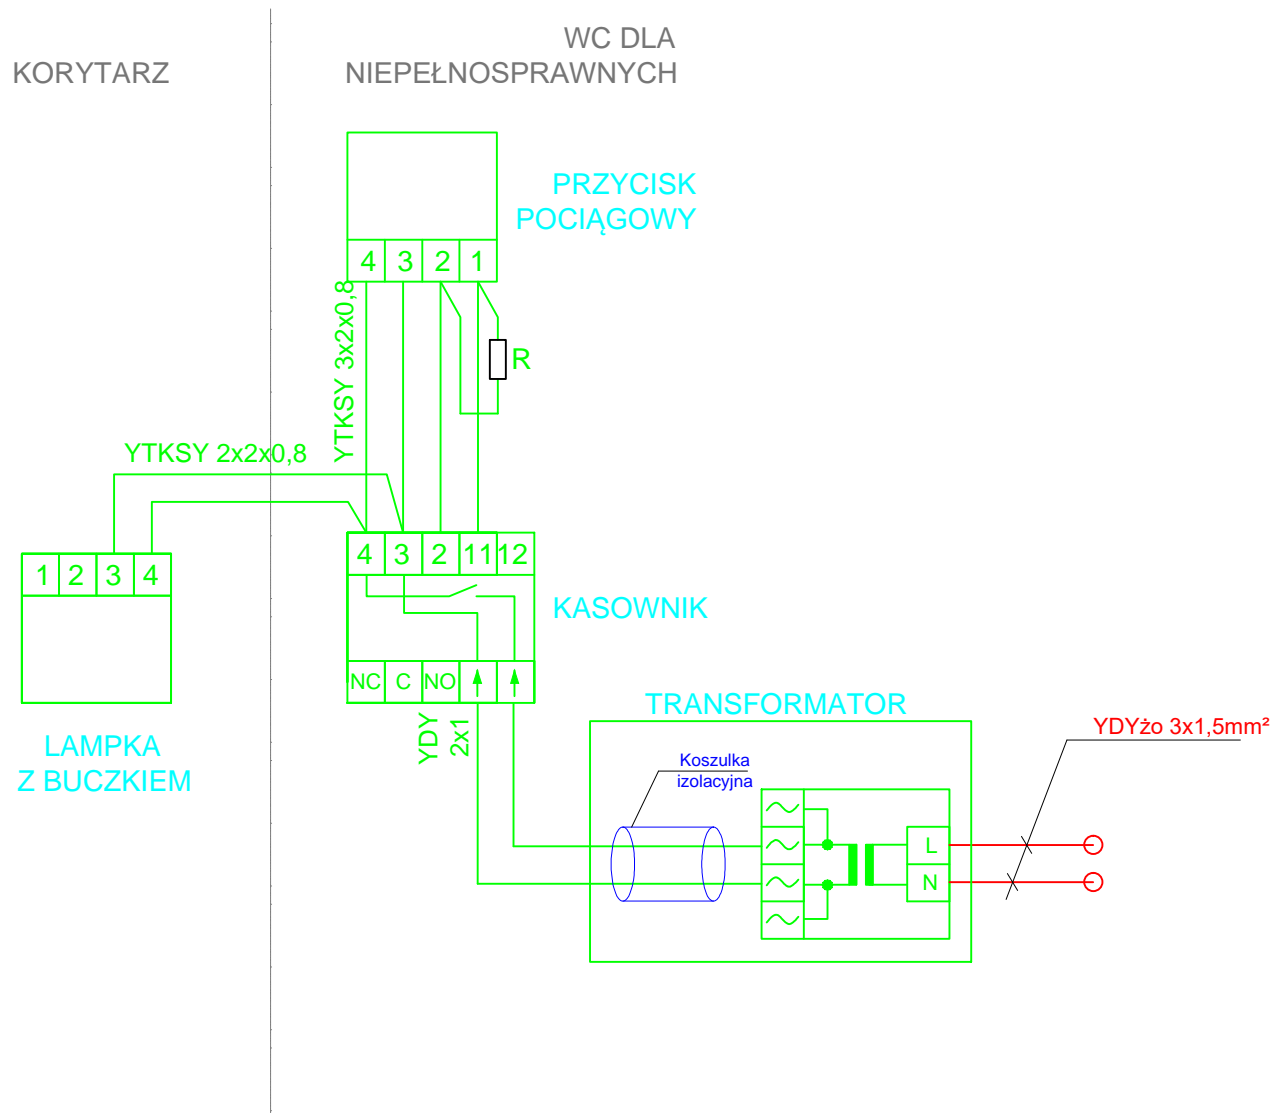 WC DLA
KORYTARZ
NIEPEŁNOSPRAWNYCH
PRZYCISK
POCIĄGOWY
4 3 2 1
YTKSY 3x2x0,8
R
YTKSY 2x2x0,8
4 3 2 11 12
1 2 3 4
KASOWNIK
NC C NO
YDY
2x1
LAMPKA
Z BUCZKIEM
TRANSFORMATOR
YDYżo 3x1,5mm²
Koszulka
izolacyjna
L
N